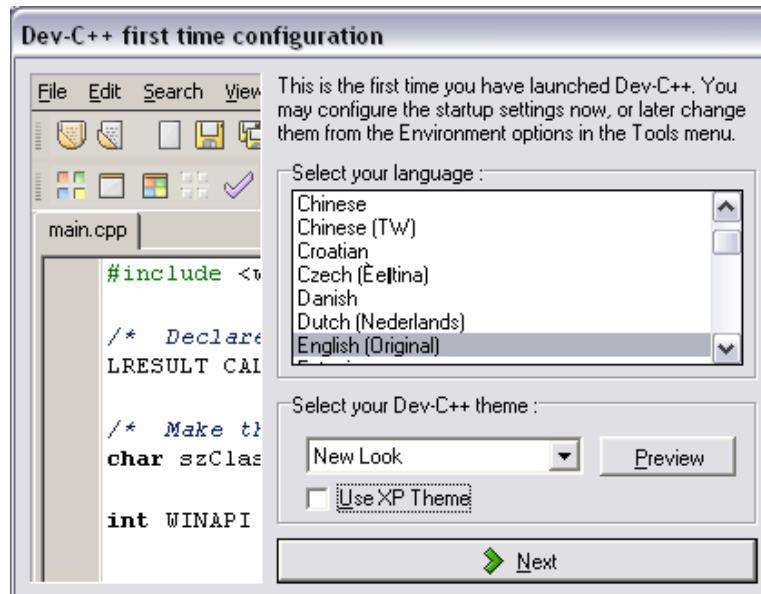 Dev-C++ first time configuration
File Edit Search View
main.cpp
#include <w
/* Declare
LRESULT CAL
/* Make th
char szClas
int WINAPI
This is the first time you have launched Dev-C++. You
may configure the startup settings now, or later change
them from the Environment options in the Tools menu.
Select your language :
Chinese
Chinese (TW)
Croatian
Czech (Èeltina)
Danish
Dutch (Nederlands)
English (Original)
Select your Dev-C++ theme :
New Look
Preview
Use XP Theme
Next